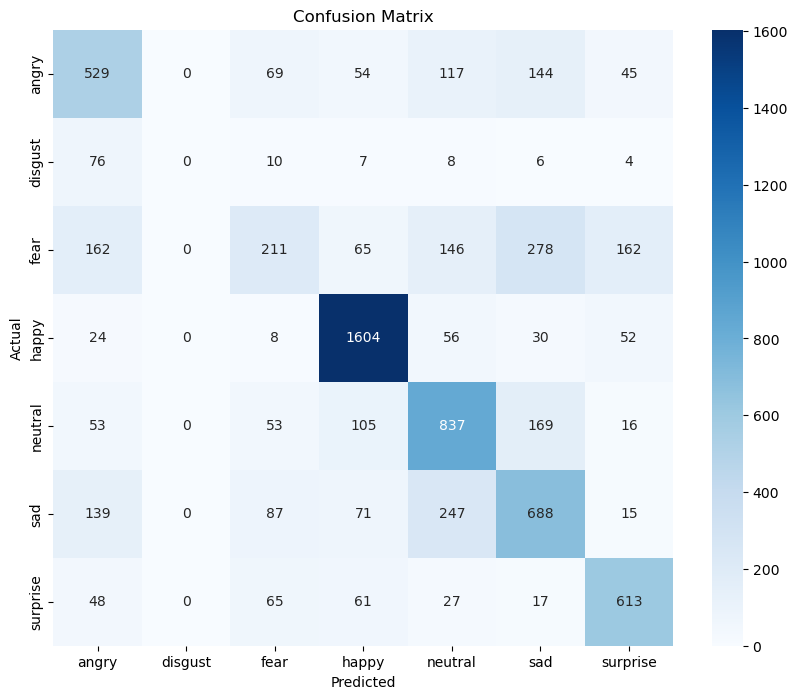 Confusion Matrix
angry 529 0 69 54 117 144 45
disgust 76 0 10 7 8 6 4
fear 162 0 211 65 146 278 162
happy 24 0 8 1604 56 30 52
neutral 53 0 53 105 837 169 16
sad 139 0 87 71 247 688 15
surprise 48 0 65 61 27 17 613
angry disgust fear happy neutral sad surprise
Predicted
Actual
1600
1400
1200
1000
800
600
400
200
0